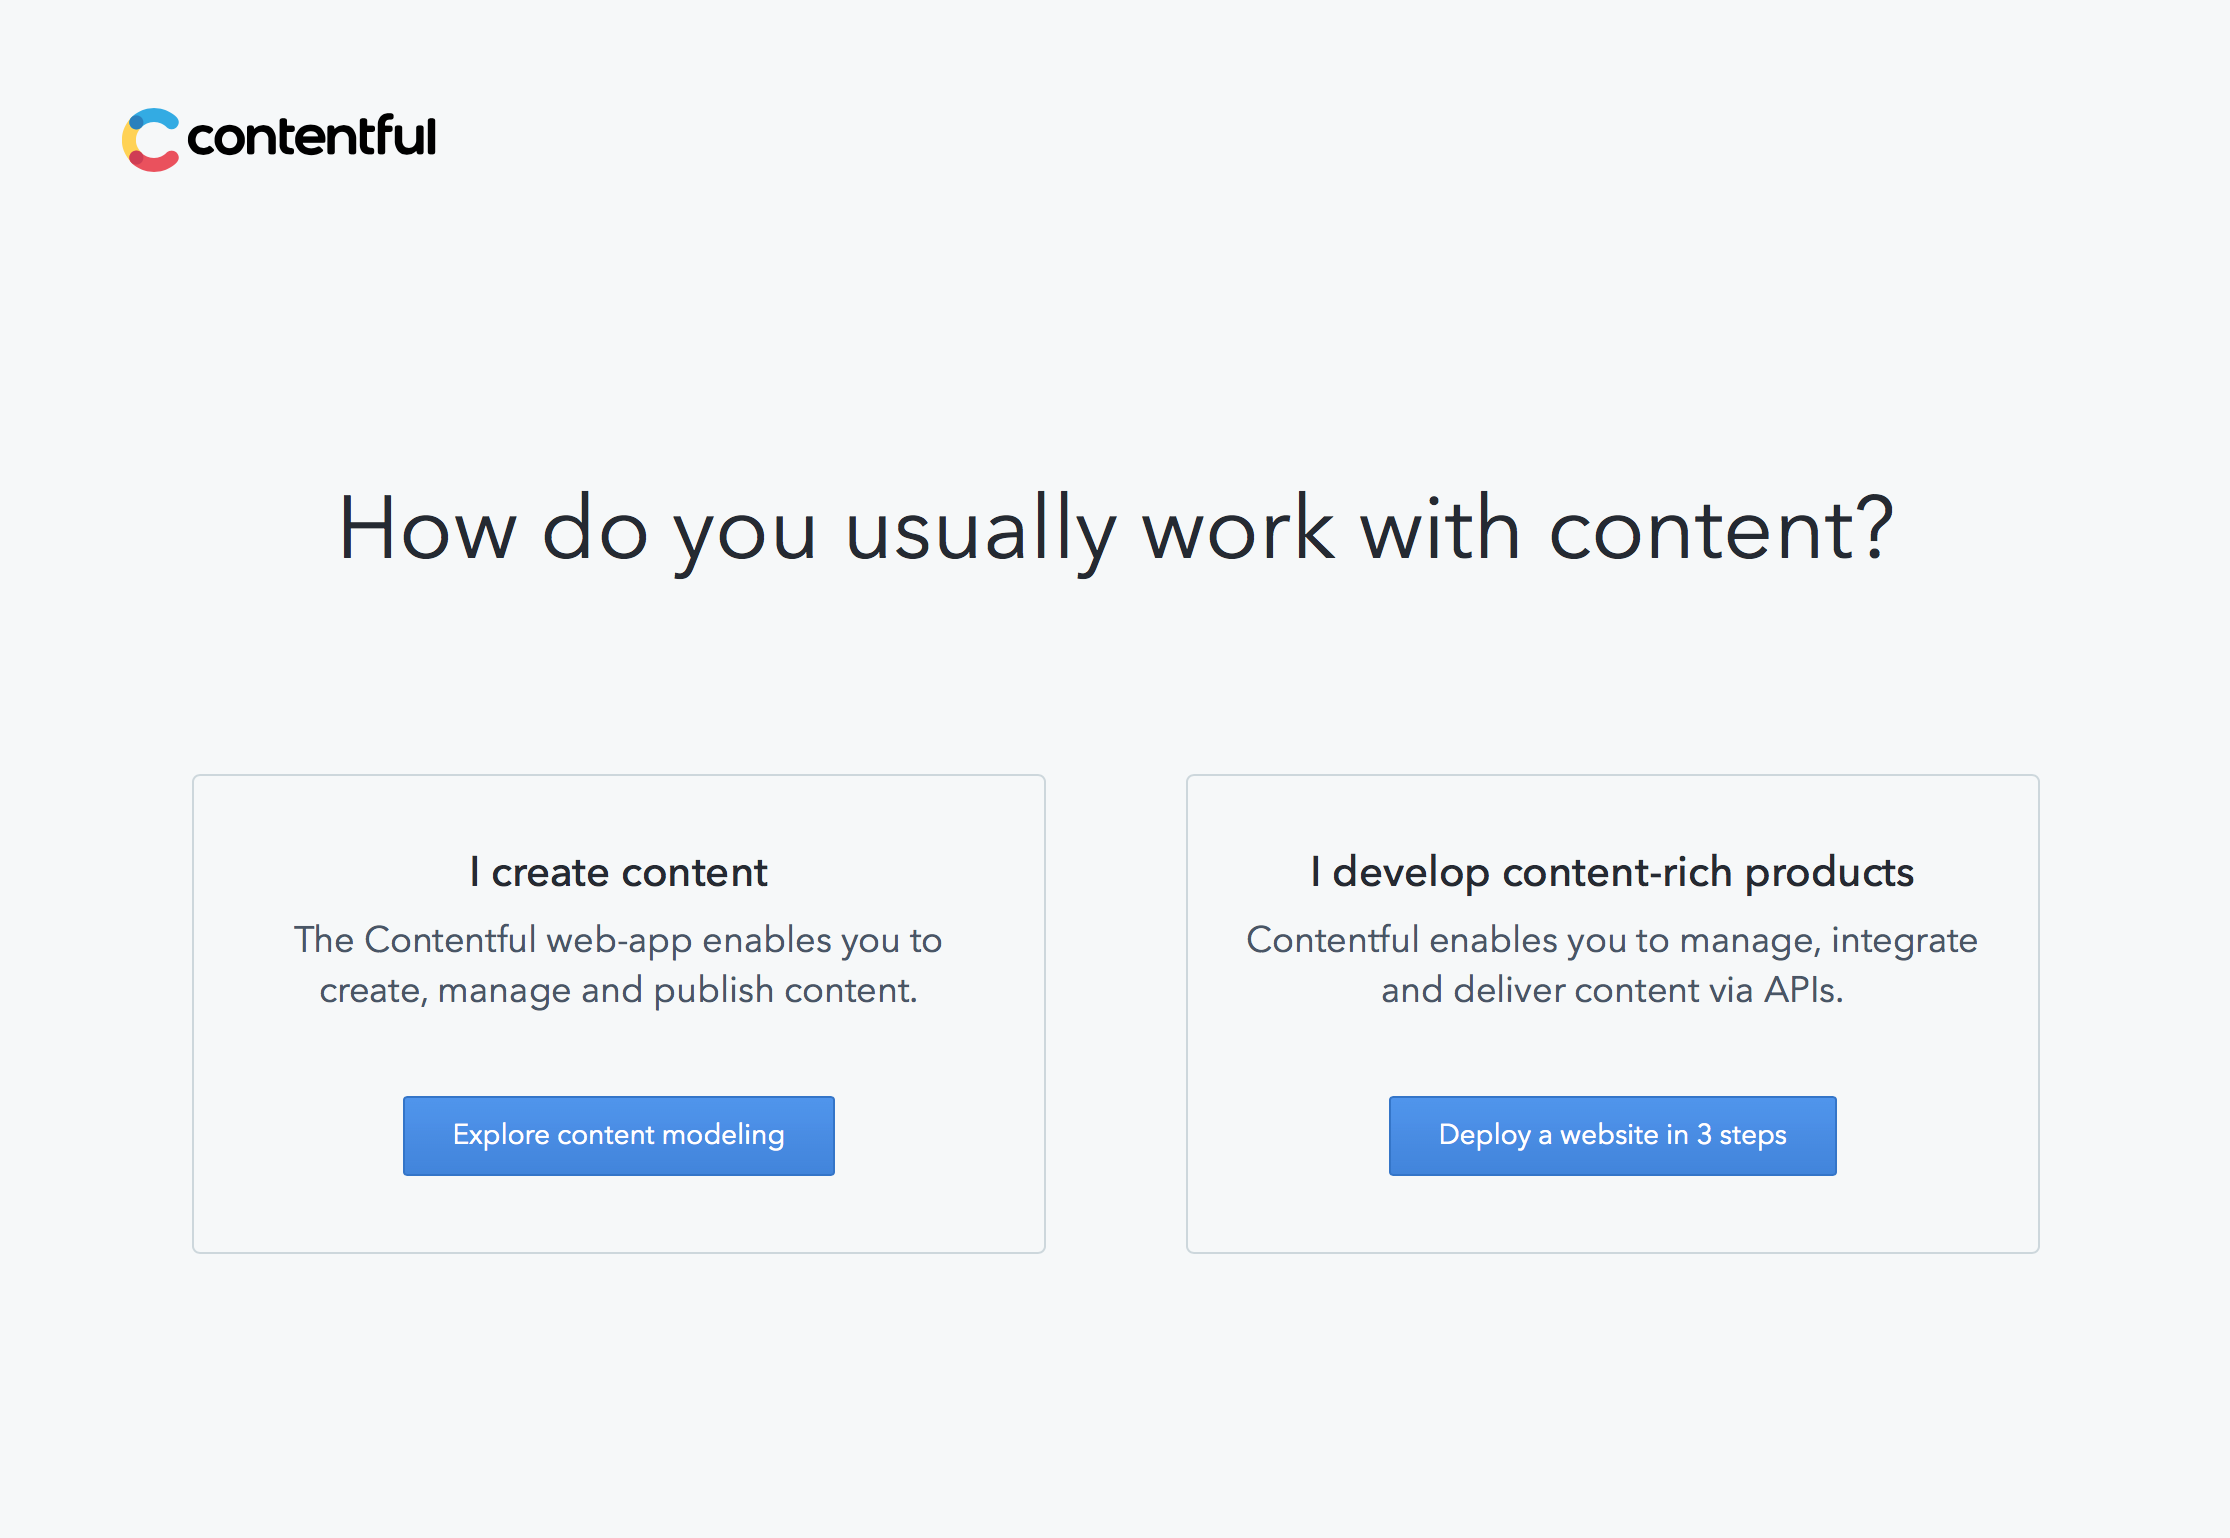 contentful
How do you usually work with content?
I create content
The Contentful web-app enables you to
create, manage and publish content.
Explore content modeling
I develop content-rich products
Contentful enables you to manage, integrate
and deliver content via APIs.
Deploy a website in 3 steps